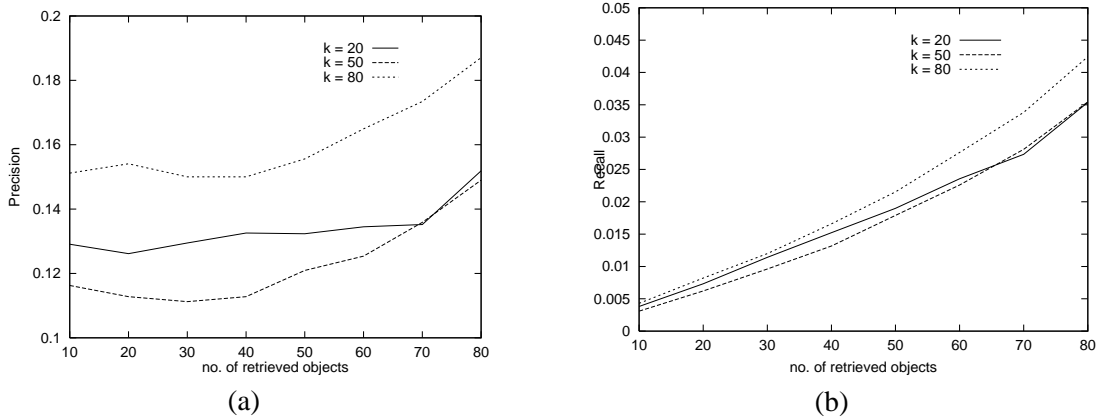 0.2
0.18
0.16
0.14
0.12
0.1
Precision
k = 20
k = 50
k = 80
10 20 30 40 50 60 70 80
no. of retrieved objects
(a)
0.05
0.045
0.04
0.035
0.03
0.025
0.02
0.015
0.01
0.005
0
Recall
k = 20
k = 50
k = 80
10 20 30 40 50 60 70 80
no. of retrieved objects
(b)